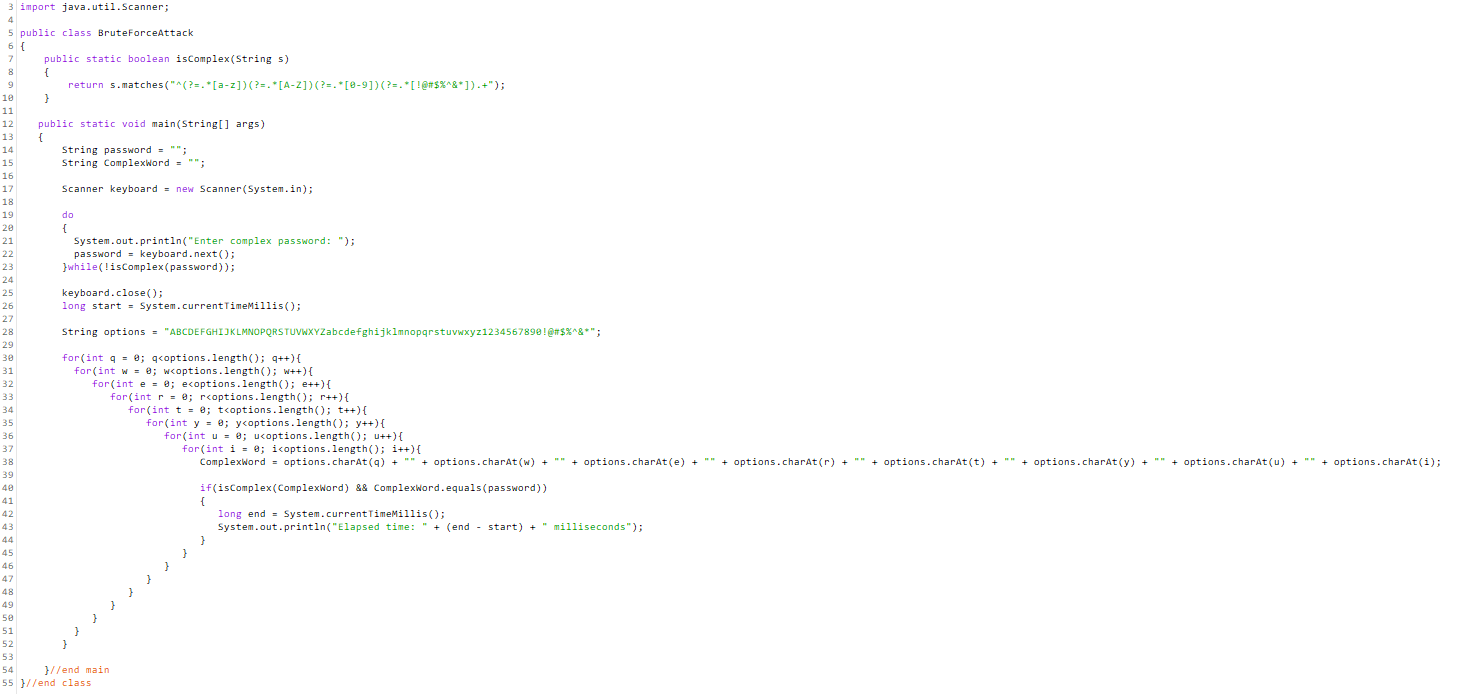 3 import java.util.Scanner;
4
5 public class BruteForceAttack
6 {
7     public static boolean isComplex(String s)
8     {
9         return s.matches("^(?=.*[a-z])(?=.*[A-Z])(?=.*[0-9])(?=.*[!@#$%^&*]).+");
10     }
11
12    public static void main(String[] args)
13    {
14        String password = "";
15        String ComplexWord = "";
16
17        Scanner keyboard = new Scanner(System.in);
18
19        do
20        {
21          System.out.println("Enter complex password: ");
22          password = keyboard.next();
23        }while(!isComplex(password));
24
25        keyboard.close();
26        long start = System.currentTimeMillis();
27
28        String options = "ABCDEFGHIJKLMNOPQRSTUVWXYZabcdefghijklmnopqrstuvwxyz1234567890!@#$%^&*";
29
30        for(int q = 0; q<options.length(); q++){
31          for(int w = 0; w<options.length(); w++){
32             for(int e = 0; e<options.length(); e++){
33                for(int r = 0; r<options.length(); r++){
34                   for(int t = 0; t<options.length(); t++){
35                      for(int y = 0; y<options.length(); y++){
36                         for(int u = 0; u<options.length(); u++){
37                            for(int i = 0; i<options.length(); i++){
38                               ComplexWord = options.charAt(q) + "" + options.charAt(w) + "" + options.charAt(e) + "" + options.charAt(r) + "" + options.charAt(t) + "" + options.charAt(y) + "" + options.charAt(u) + "" + options.charAt(i);
39
40                               if(isComplex(ComplexWord) && ComplexWord.equals(password))
41                               {
42                                  long end = System.currentTimeMillis();
43                                  System.out.println("Elapsed time: " + (end - start) + " milliseconds");
44                               }
45                            }
46                         }
47                      }
48                   }
49                }
50             }
51          }
52        }
53
54     }//end main
55 }//end class